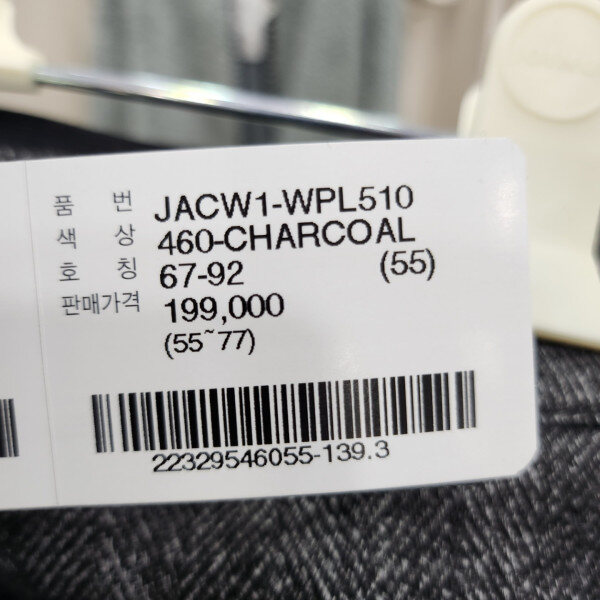 품 번 JACW1-WPL510
색 상 460-CHARCOAL
호 칭 67-92 (55)
판매가격 199,000
(55~77)
22329546055-139.3